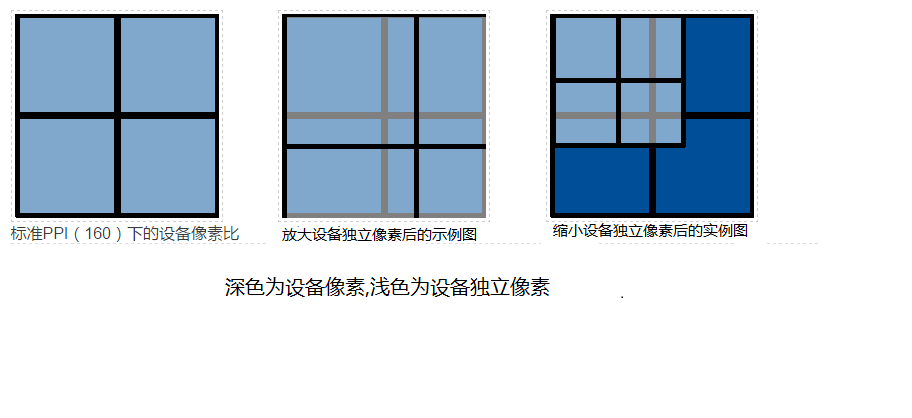 标准PPI（160）下的设备像素比
放大设备独立像素后的示例图
缩小设备独立像素后的实例图
深色为设备像素,浅色为设备独立像素 .